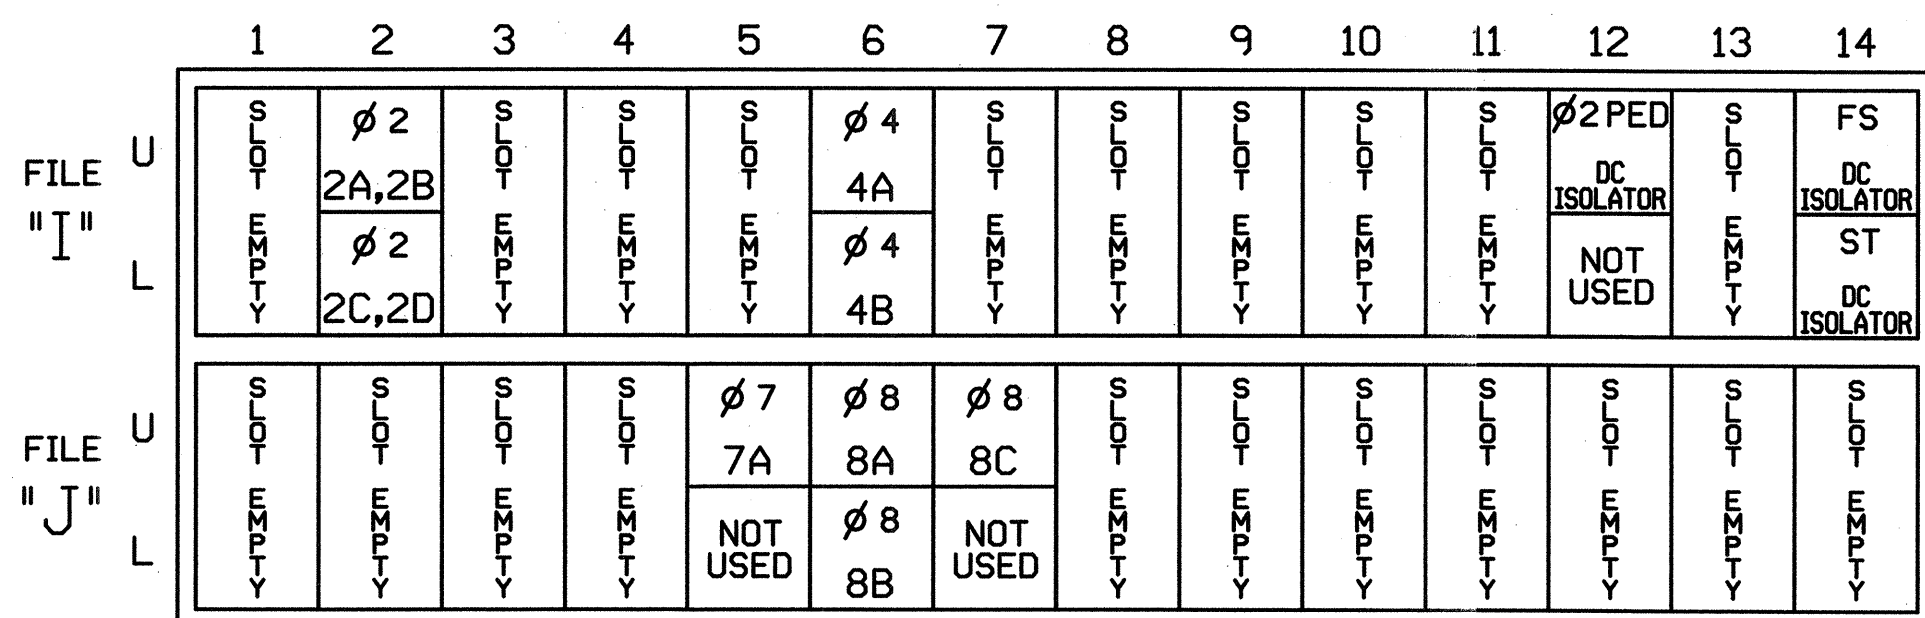 1 2 3 4 5 6 7 8 9 10 11 12 13 14
FILE "I"
U
L
SLOT EMPTY
ø 2
2A,2B
ø 2
2C,2D
SLOT EMPTY
SLOT EMPTY
SLOT EMPTY
ø 4
4A
ø 4
4B
SLOT EMPTY
SLOT EMPTY
SLOT EMPTY
SLOT EMPTY
SLOT EMPTY
ø2 PED
DC
ISOLATOR
NOT
USED
SLOT EMPTY
FS
DC
ISOLATOR
ST
DC
ISOLATOR
FILE "J"
U
L
SLOT EMPTY
SLOT EMPTY
SLOT EMPTY
SLOT EMPTY
ø 7
7A
NOT
USED
ø 8
8A
ø 8
8B
ø 8
8C
NOT
USED
SLOT EMPTY
SLOT EMPTY
SLOT EMPTY
SLOT EMPTY
SLOT EMPTY
SLOT EMPTY
SLOT EMPTY